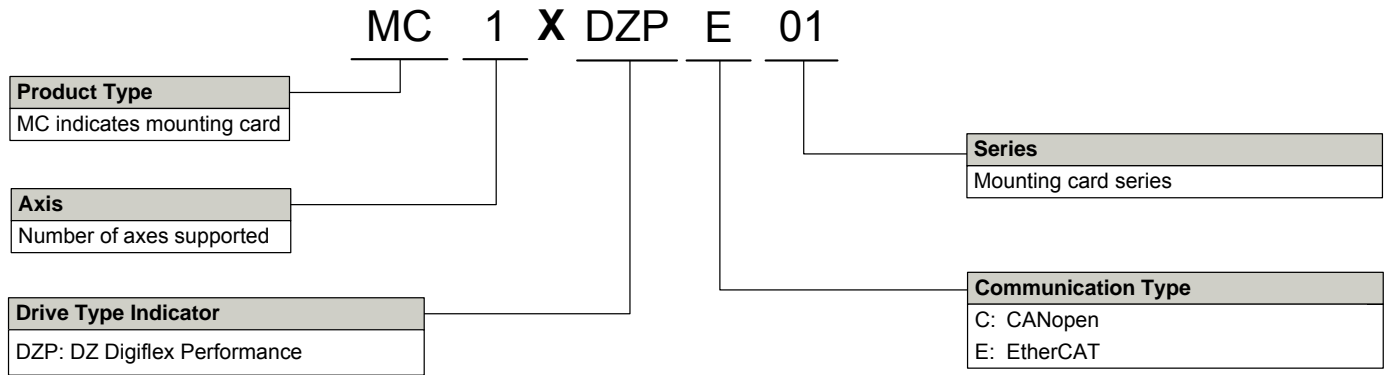 MC 1 X DZP E 01
Product Type
MC indicates mounting card
Axis
Number of axes supported
Drive Type Indicator
DZP: DZ Digiflex Performance
Series
Mounting card series
Communication Type
C: CANopen
E: EtherCAT